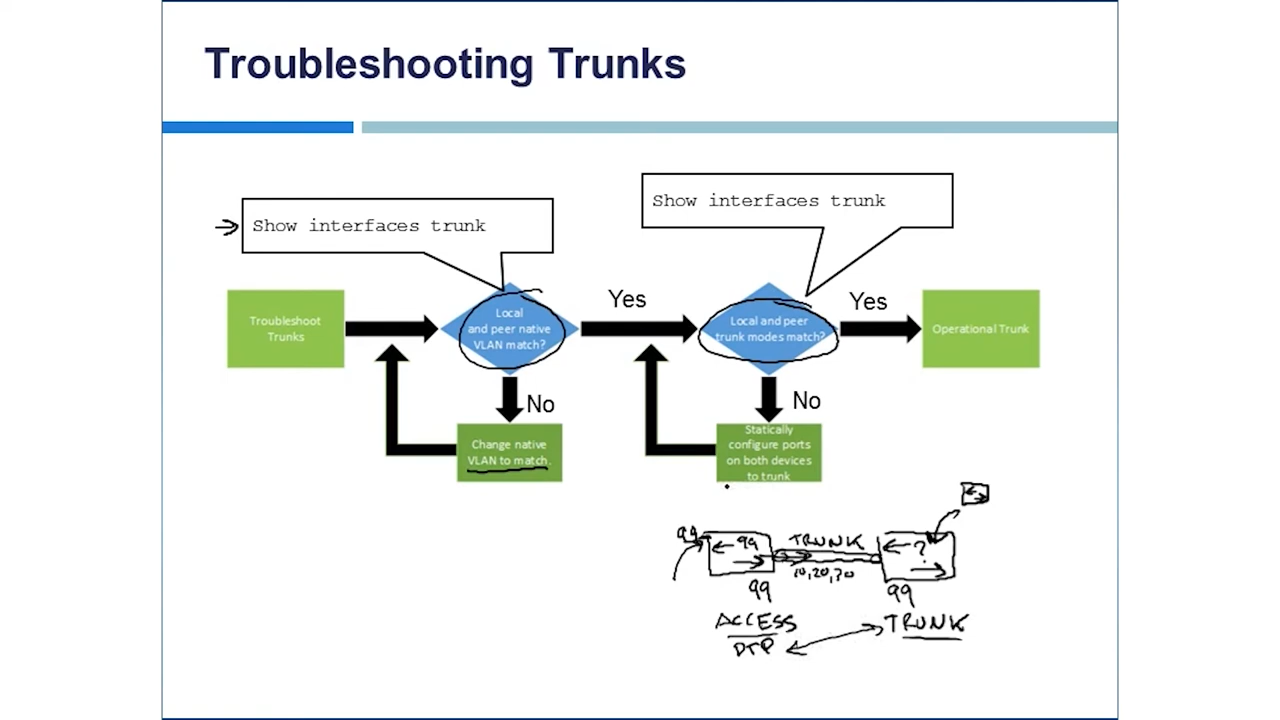 Troubleshooting Trunks
Show interfaces trunk
Show interfaces trunk
Troubleshoot
Trunks
Local
and peer native
VLAN match?
Yes
Local and peer
trunk modes match?
Yes
Operational Trunk
No
No
Change native
VLAN to match.
Statically
configure ports
on both devices
to trunk
99
99
TRUNK
?
10,20,30
99
99
ACCESS
TRUNK
DTP